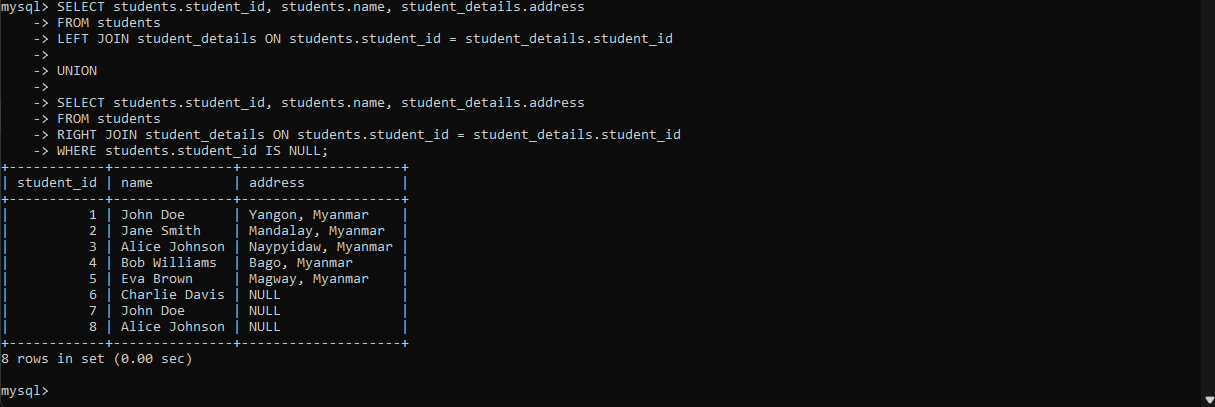 mysql> SELECT students.student_id, students.name, student_details.address
    -> FROM students
    -> LEFT JOIN student_details ON students.student_id = student_details.student_id
    ->
    -> UNION
    ->
    -> SELECT students.student_id, students.name, student_details.address
    -> FROM students
    -> RIGHT JOIN student_details ON students.student_id = student_details.student_id
    -> WHERE students.student_id IS NULL;
+------------+---------------+--------------------+
| student_id | name          | address            |
+------------+---------------+--------------------+
|          1 | John Doe      | Yangon, Myanmar    |
|          2 | Jane Smith    | Mandalay, Myanmar  |
|          3 | Alice Johnson | Naypyidaw, Myanmar |
|          4 | Bob Williams  | Bago, Myanmar      |
|          5 | Eva Brown     | Magway, Myanmar    |
|          6 | Charlie Davis | NULL               |
|          7 | John Doe      | NULL               |
|          8 | Alice Johnson | NULL               |
+------------+---------------+--------------------+
8 rows in set (0.00 sec)

mysql>